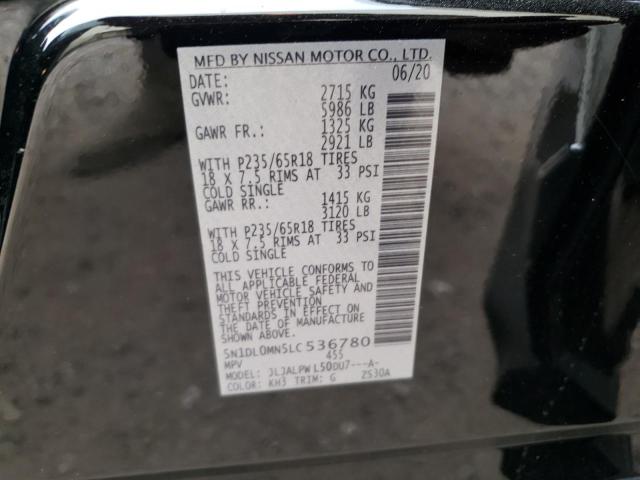 MFD BY NISSAN MOTOR CO., LTD.
DATE: 06/20
GVWR: 2715 KG
5986 LB
GAWR FR.: 1325 KG
2921 LB
WITH P235/65R18 TIRES
18 X 7.5 RIMS AT 33 PSI
COLD SINGLE
GAWR RR.: 1415 KG
3120 LB
WITH P235/65R18 TIRES
18 X 7.5 RIMS AT 33 PSI
COLD SINGLE
THIS VEHICLE CONFORMS TO
ALL APPLICABLE FEDERAL
MOTOR VEHICLE SAFETY AND
THEFT PREVENTION
STANDARDS IN EFFECT ON
THE DATE OF MANUFACTURE
SHOWN ABOVE.
5N1DL0MN5LC536780
MPV 455
MODEL: JLJALPWL50DU7---A-
COLOR: KH3 TRIM: G ZS30A